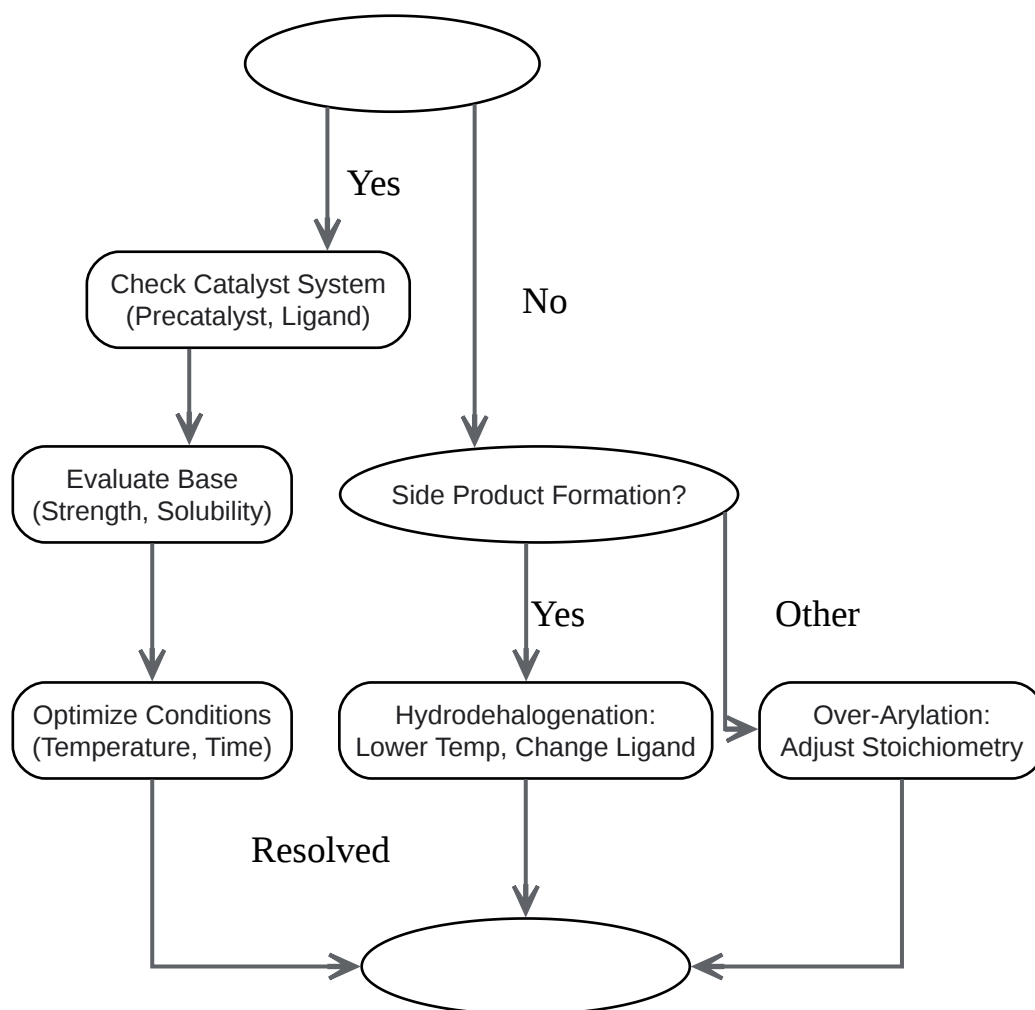 Yes
Check Catalyst System
(Precatalyst, Ligand)
No
Evaluate Base
(Strength, Solubility)
Side Product Formation?
Yes
Other
Optimize Conditions
(Temperature, Time)
Hydrodehalogenation:
Lower Temp, Change Ligand
Over-Arylation:
Adjust Stoichiometry
Resolved